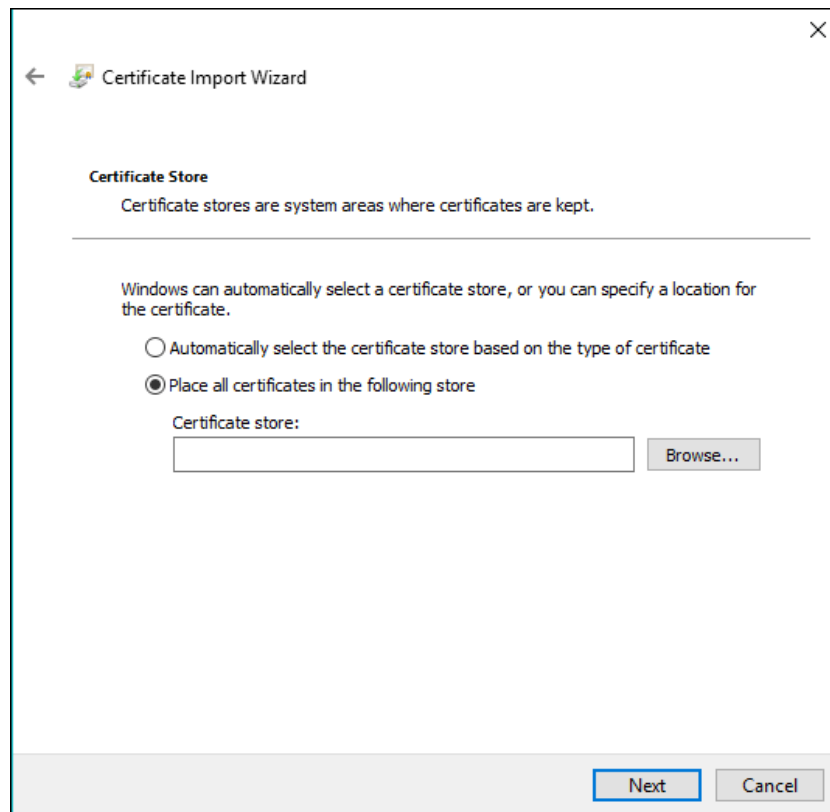 Certificate Import Wizard
Certificate Store
Certificate stores are system areas where certificates are kept.
Windows can automatically select a certificate store, or you can specify a location for
the certificate.
Automatically select the certificate store based on the type of certificate
Place all certificates in the following store
Certificate store:
Browse...
Next
Cancel